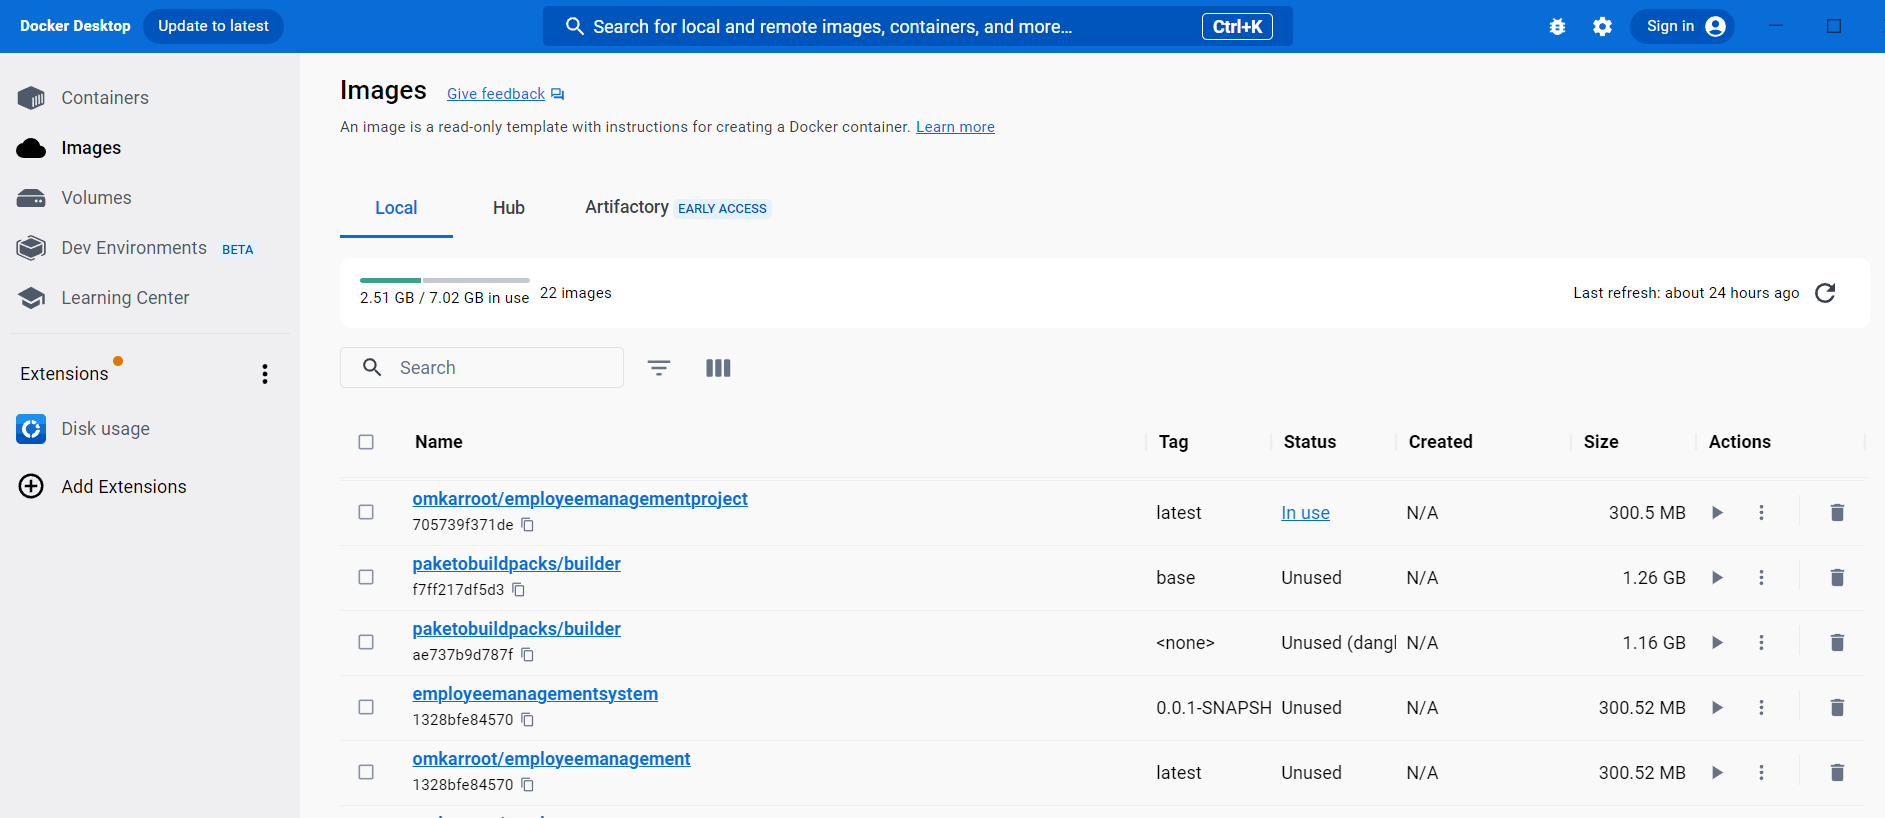 Docker Desktop Update to latest Search for local and remote images, containers, and more... Ctrl+K Sign in
Containers
Images
Volumes
Dev Environments BETA
Learning Center
Extensions
Disk usage
Add Extensions
Images Give feedback
An image is a read-only template with instructions for creating a Docker container. Learn more
Local Hub Artifactory EARLY ACCESS
2.51 GB / 7.02 GB in use 22 images Last refresh: about 24 hours ago
Search
Name Tag Status Created Size Actions
omkarroot/employeemanagementproject
705739f371de latest In use N/A 300.5 MB
paketobuildpacks/builder
f7ff217df5d3 base Unused N/A 1.26 GB
paketobuildpacks/builder
ae737b9d787f <none> Unused (dangl N/A 1.16 GB
employeemanagementsystem
1328bfe84570 0.0.1-SNAPSH Unused N/A 300.52 MB
omkarroot/employeemanagement
1328bfe84570 latest Unused N/A 300.52 MB